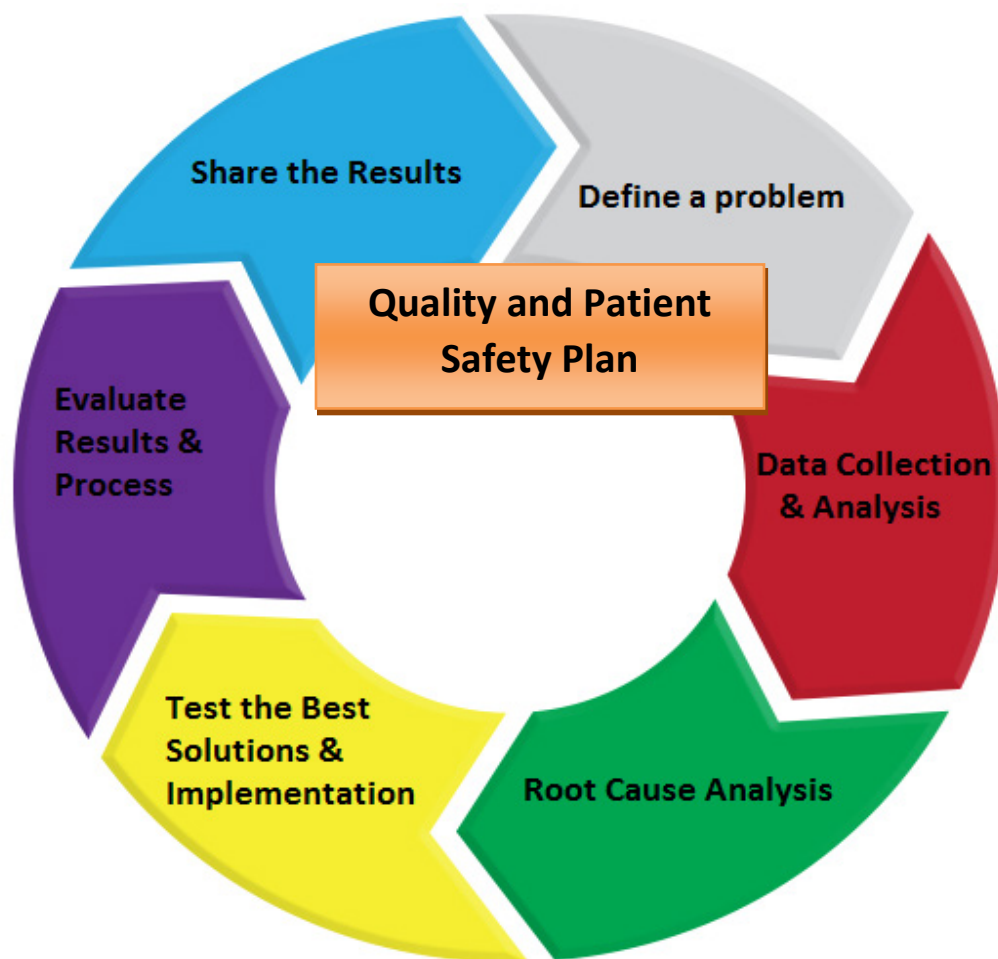 Quality and Patient
Safety Plan
Define a problem
Data Collection
& Analysis
Root Cause Analysis
Test the Best
Solutions &
Implementation
Evaluate
Results &
Process
Share the Results